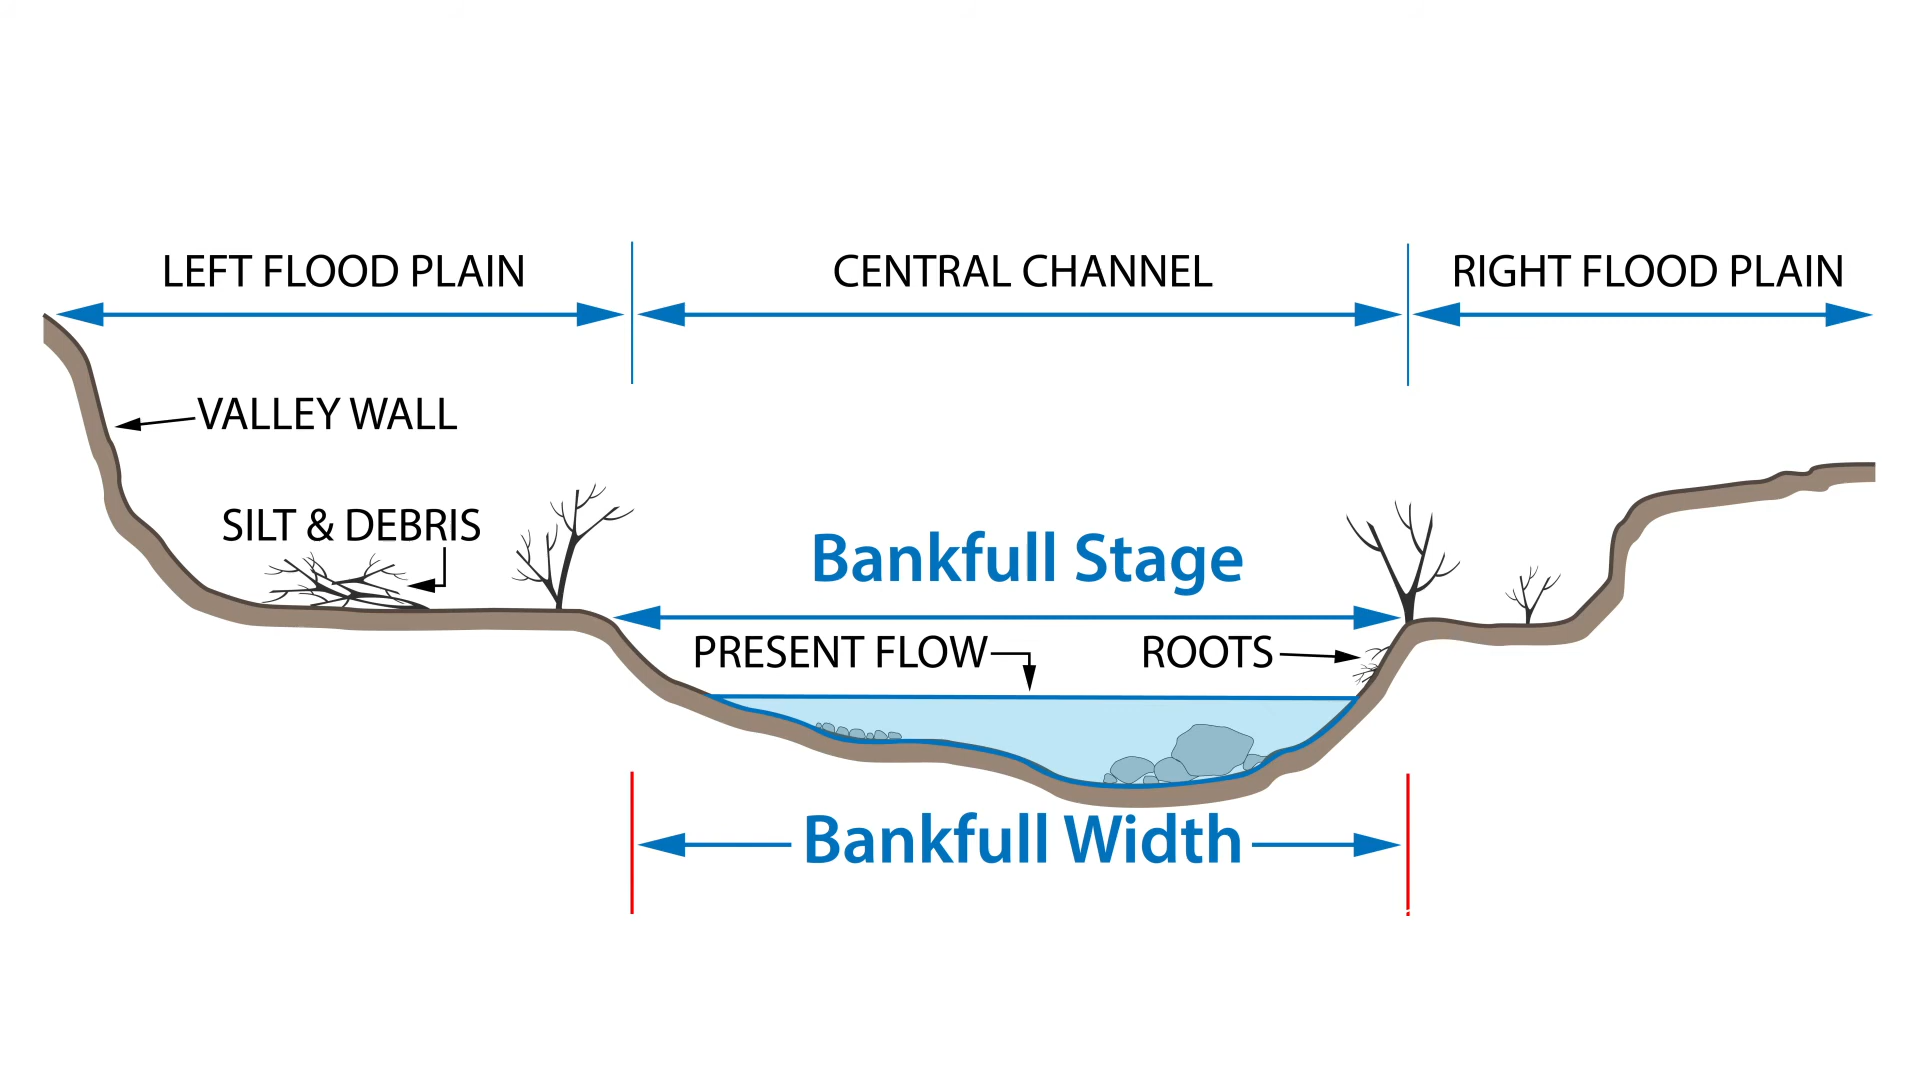 LEFT FLOOD PLAIN
CENTRAL CHANNEL
RIGHT FLOOD PLAIN
VALLEY WALL
SILT & DEBRIS
Bankfull Stage
PRESENT FLOW
ROOTS
Bankfull Width